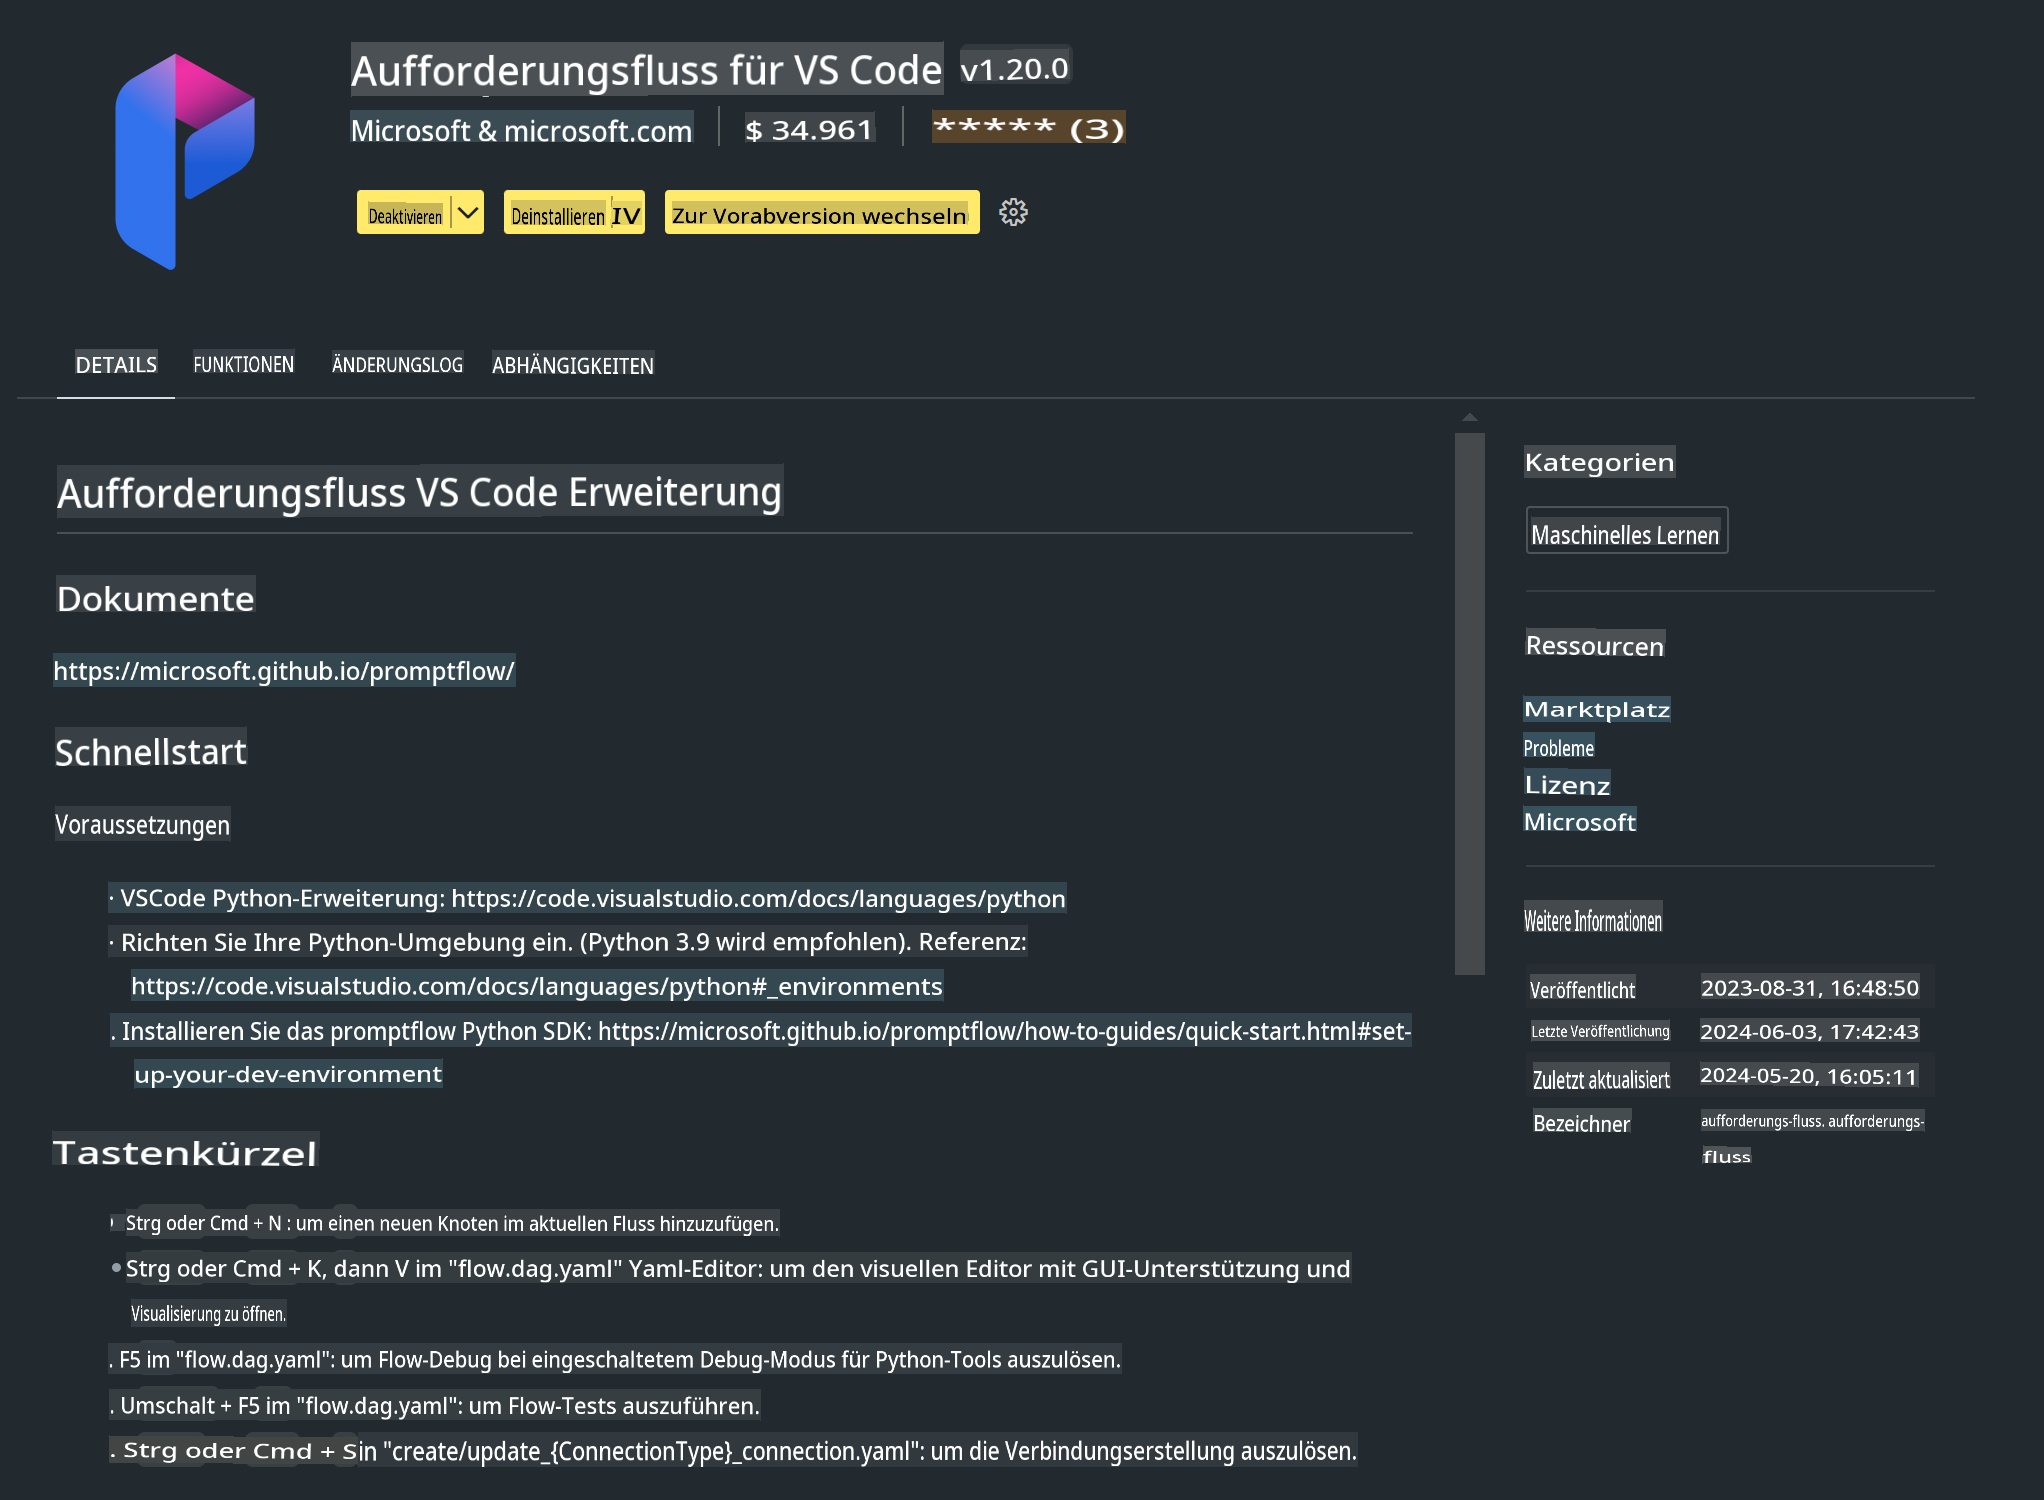 Aufforderungsfluss für VS Code v1.20.0
Microsoft & microsoft.com $ 34.961 ***** (3)
Deaktivieren Deinstallieren IV Zur Vorabversion wechseln
DETAILS FUNKTIONEN ÄNDERUNGSLOG ABHÄNGIGKEITEN
Aufforderungsfluss VS Code Erweiterung
Dokumente
https://microsoft.github.io/promptflow/
Schnellstart
Voraussetzungen
· VSCode Python-Erweiterung: https://code.visualstudio.com/docs/languages/python
· Richten Sie Ihre Python-Umgebung ein. (Python 3.9 wird empfohlen). Referenz:
https://code.visualstudio.com/docs/languages/python#_environments
. Installieren Sie das promptflow Python SDK: https://microsoft.github.io/promptflow/how-to-guides/quick-start.html#set-
up-your-dev-environment
Tastenkürzel
Strg oder Cmd + N : um einen neuen Knoten im aktuellen Fluss hinzuzufügen.
• Strg oder Cmd + K, dann V im "flow.dag.yaml" Yaml-Editor: um den visuellen Editor mit GUI-Unterstützung und
Visualisierung zu öffnen.
. F5 im "flow.dag.yaml": um Flow-Debug bei eingeschaltetem Debug-Modus für Python-Tools auszulösen.
. Umschalt + F5 im "flow.dag.yaml": um Flow-Tests auszuführen.
. Strg oder Cmd + S in "create/update_{ConnectionType}_connection.yaml": um die Verbindungserstellung auszulösen.
Kategorien
Maschinelles Lernen
Ressourcen
Marktplatz
Probleme
Lizenz
Microsoft
Weitere Informationen
Veröffentlicht 2023-08-31, 16:48:50
Letzte Veröffentlichung 2024-06-03, 17:42:43
Zuletzt aktualisiert 2024-05-20, 16:05:11
Bezeichner aufforderungs-fluss. aufforderungs-
fluss